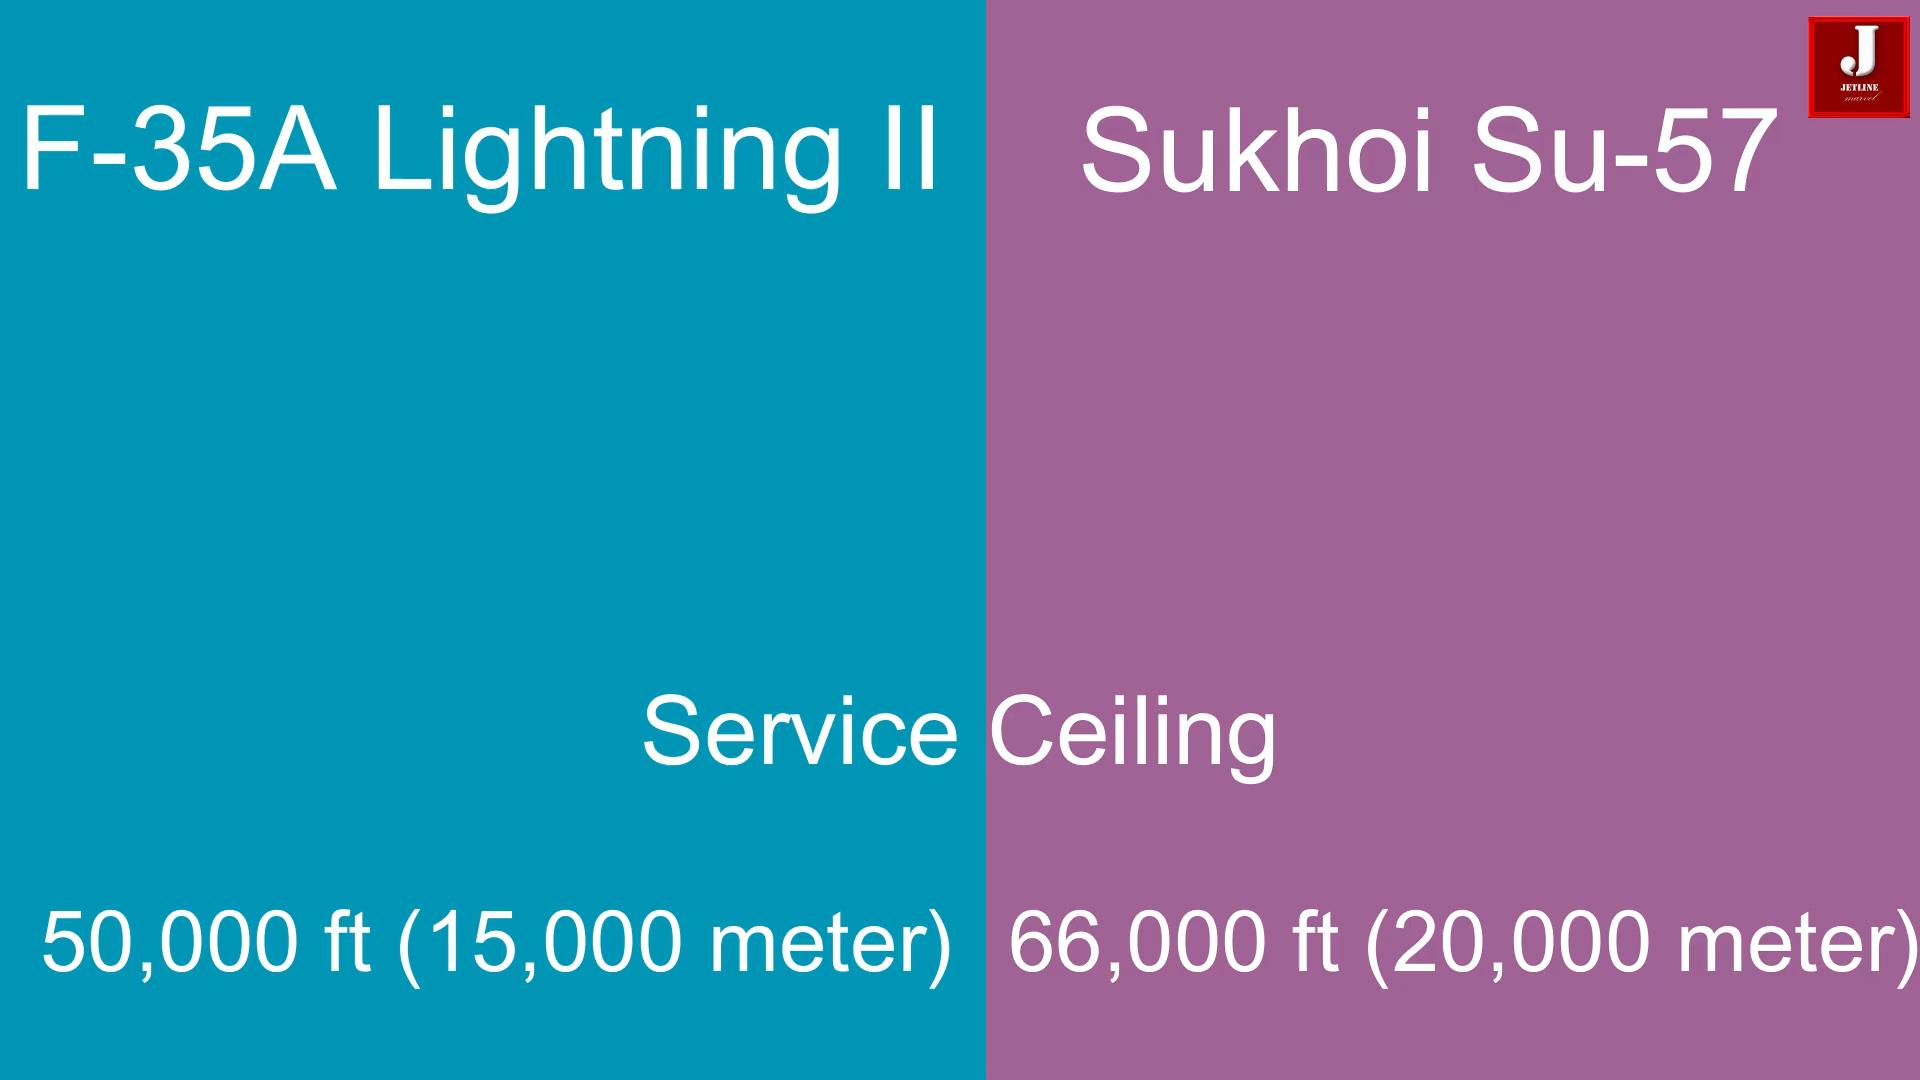 F-35A Lightning II
Sukhoi Su-57
J
JETLINE
marvel
Service Ceiling
50,000 ft (15,000 meter)
66,000 ft (20,000 meter)